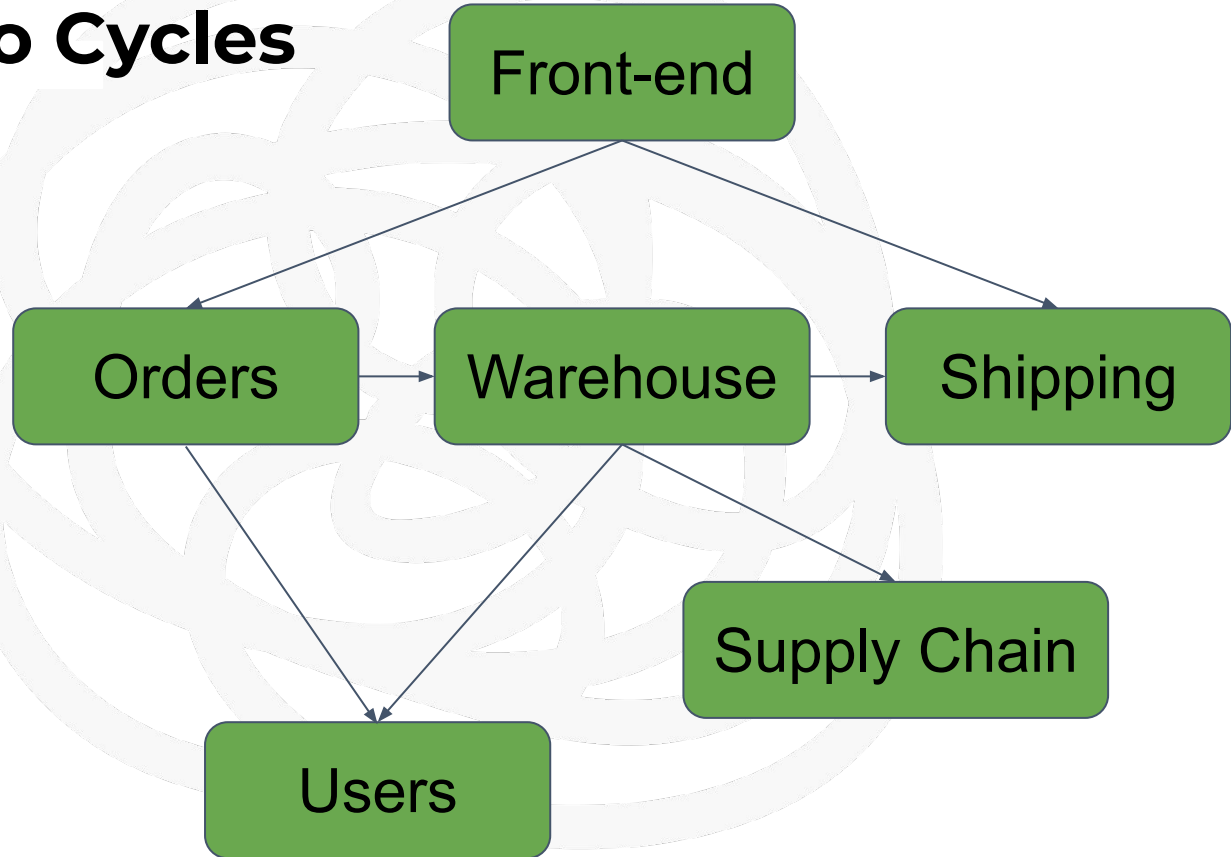 o Cycles
Front-end
Orders
Warehouse
Shipping
Supply Chain
Users